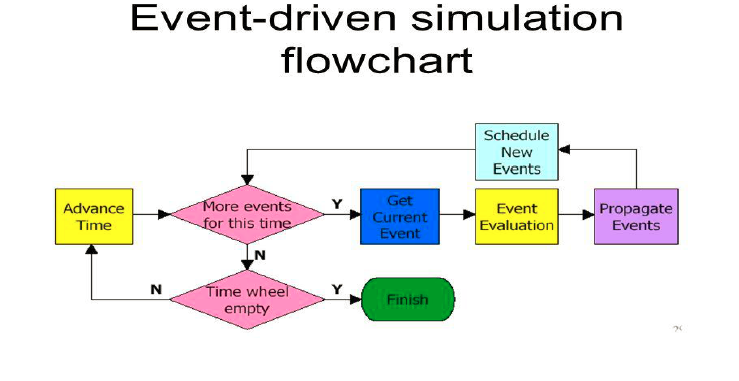 Event-driven simulation
flowchart
Schedule
New
Events
Advance
Time
More events
for this time
Y
Get
Current
Event
Event
Evaluation
Propagate
Events
N
N
Time wheel
empty
Y
Finish